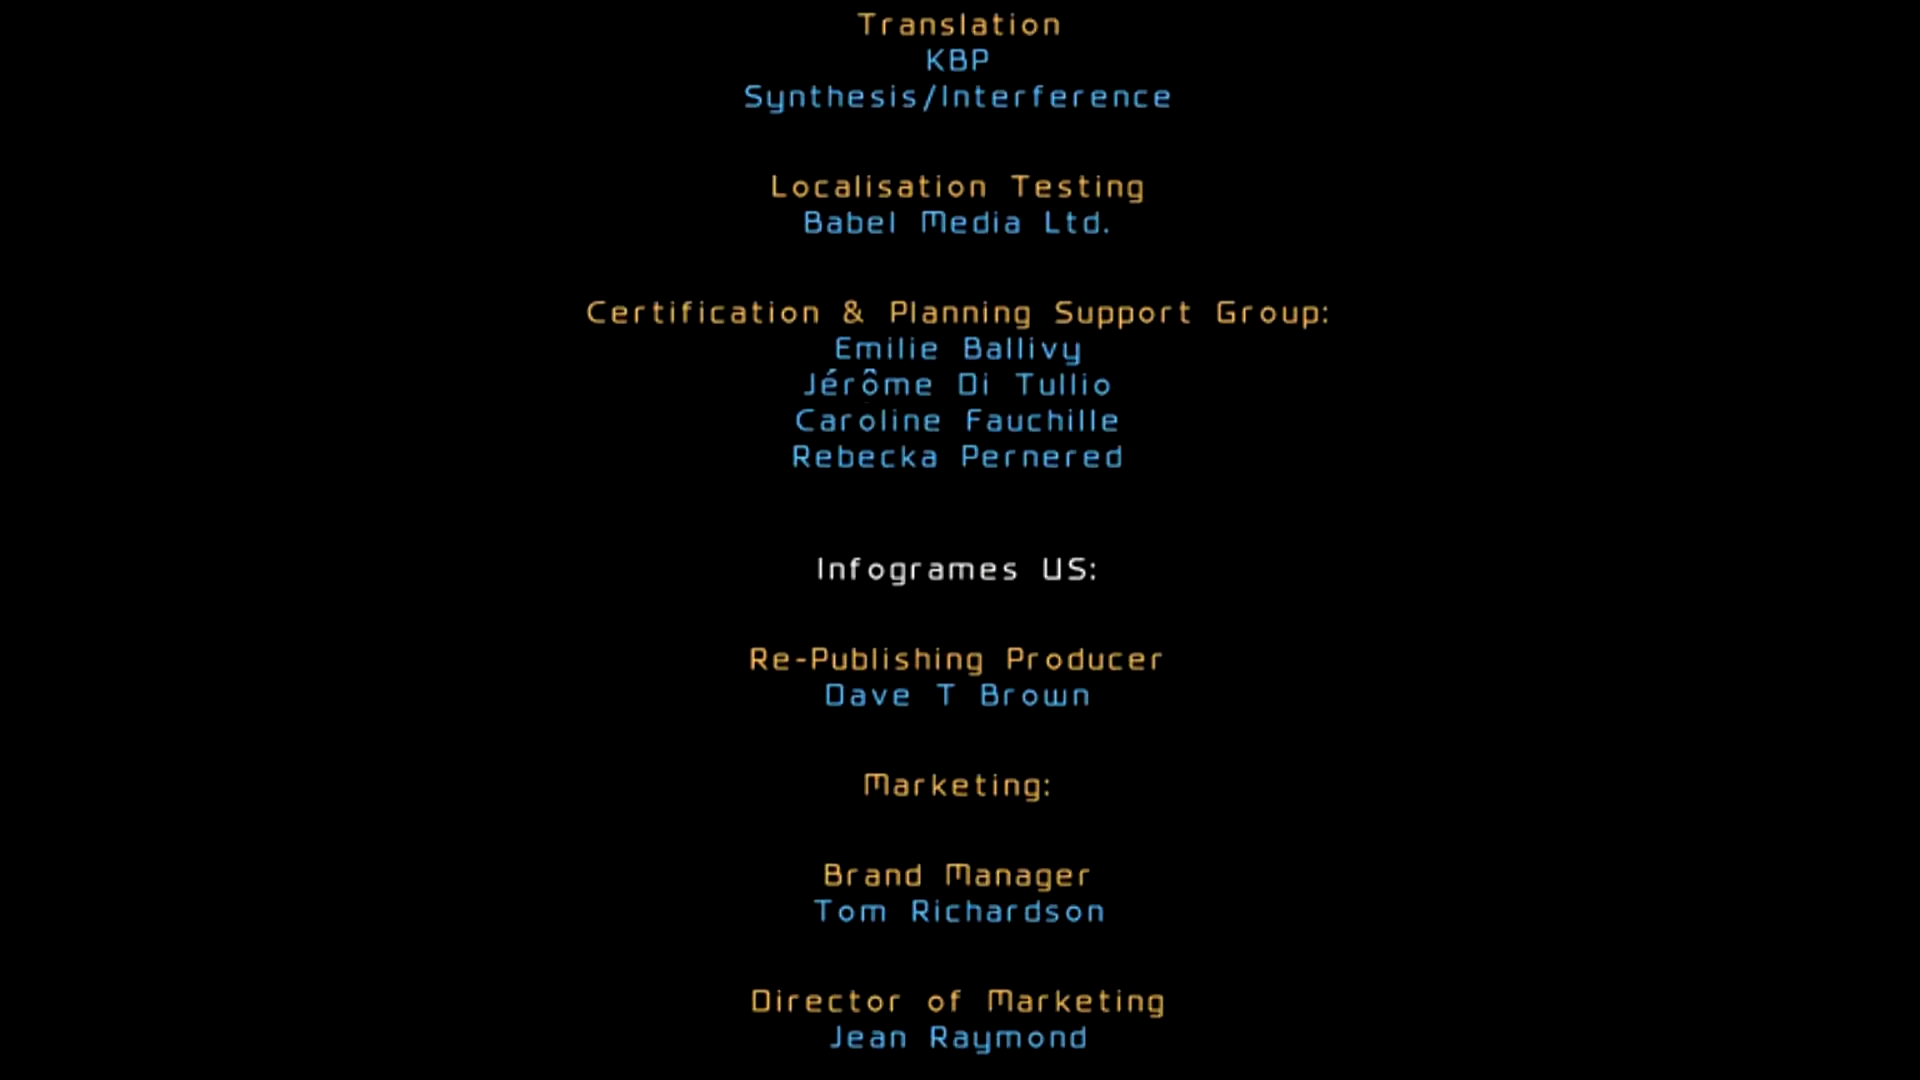 Translation
KBP
Synthesis/Interference
Localisation Testing
Babel Media Ltd.
Certification & Planning Support Group:
Emilie Ballivy
Jérôme Di Tullio
Caroline Fauchille
Rebecka Pernered
Infogrames US:
Re-Publishing Producer
Dave T Brown
Marketing:
Brand Manager
Tom Richardson
Director of Marketing
Jean Raymond